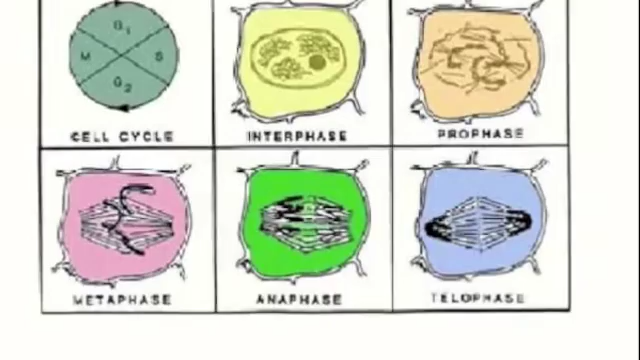 G1
M S
G2
CELL CYCLE
INTERPHASE
PROPHASE
METAPHASE
ANAPHASE
TELOPHASE